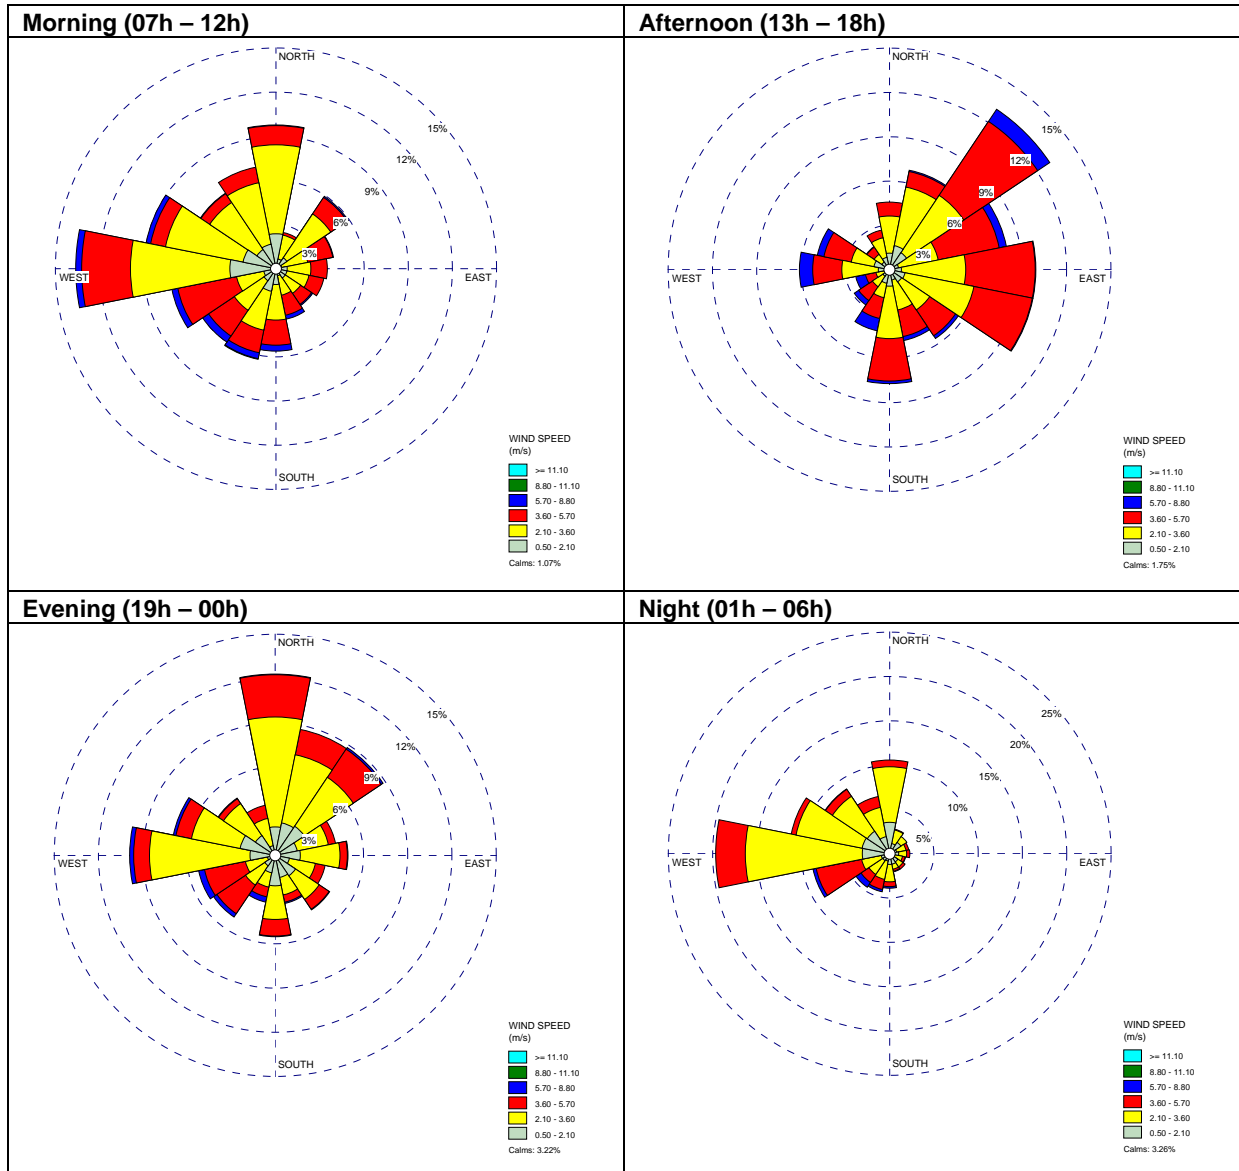 Morning (07h – 12h)
NORTH
15%
12%
9%
6%
3%
WEST
EAST
SOUTH
WIND SPEED
(m/s)
>= 11.10
8.80 - 11.10
5.70 - 8.80
3.60 - 5.70
2.10 - 3.60
0.50 - 2.10
Calms: 1.07%
Afternoon (13h – 18h)
NORTH
15%
12%
9%
6%
3%
WEST
EAST
SOUTH
WIND SPEED
(m/s)
>= 11.10
8.80 - 11.10
5.70 - 8.80
3.60 - 5.70
2.10 - 3.60
0.50 - 2.10
Calms: 1.75%
Evening (19h – 00h)
NORTH
15%
12%
9%
6%
3%
WEST
EAST
SOUTH
WIND SPEED
(m/s)
>= 11.10
8.80 - 11.10
5.70 - 8.80
3.60 - 5.70
2.10 - 3.60
0.50 - 2.10
Calms: 3.22%
Night (01h – 06h)
NORTH
25%
20%
15%
10%
5%
WEST
EAST
SOUTH
WIND SPEED
(m/s)
>= 11.10
8.80 - 11.10
5.70 - 8.80
3.60 - 5.70
2.10 - 3.60
0.50 - 2.10
Calms: 3.26%